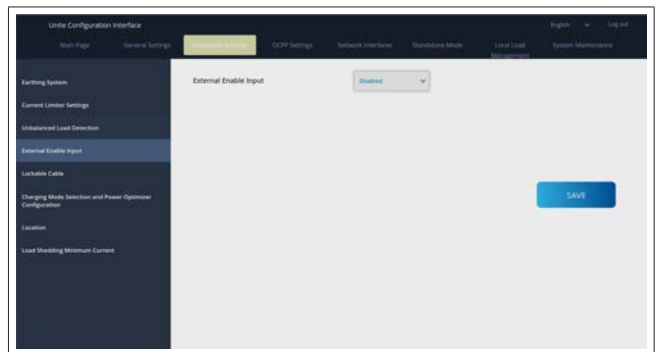 Unite Configuration Interface
English
Log out
Main Page
General Settings
Installation Settings
OCPP Settings
Network Interfaces
Standalone Mode
Local Load
Management
System Maintenance
Earthing System
Current Limiter Settings
Unbalanced Load Detection
External Enable Input
Lockable Cable
Charging Mode Selection and Power Optimizer
Configuration
Location
Load Shedding Minimum Current
External Enable Input
Disabled
SAVE